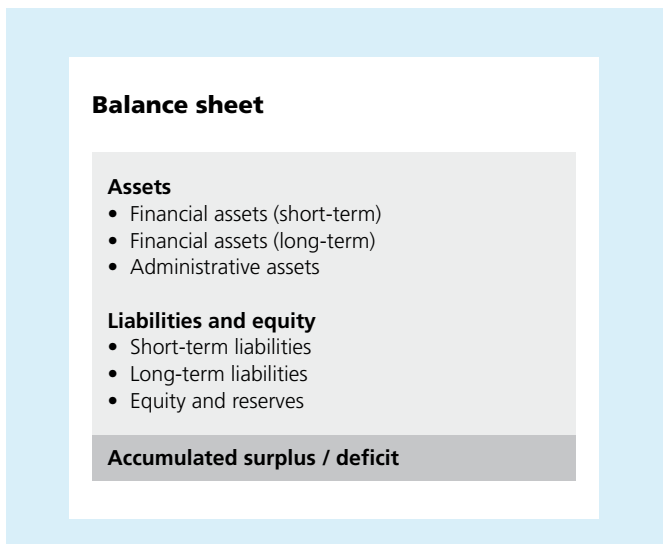 Balance sheet
Assets
• Financial assets (short-term)
• Financial assets (long-term)
• Administrative assets
Liabilities and equity
• Short-term liabilities
• Long-term liabilities
• Equity and reserves
Accumulated surplus / deficit